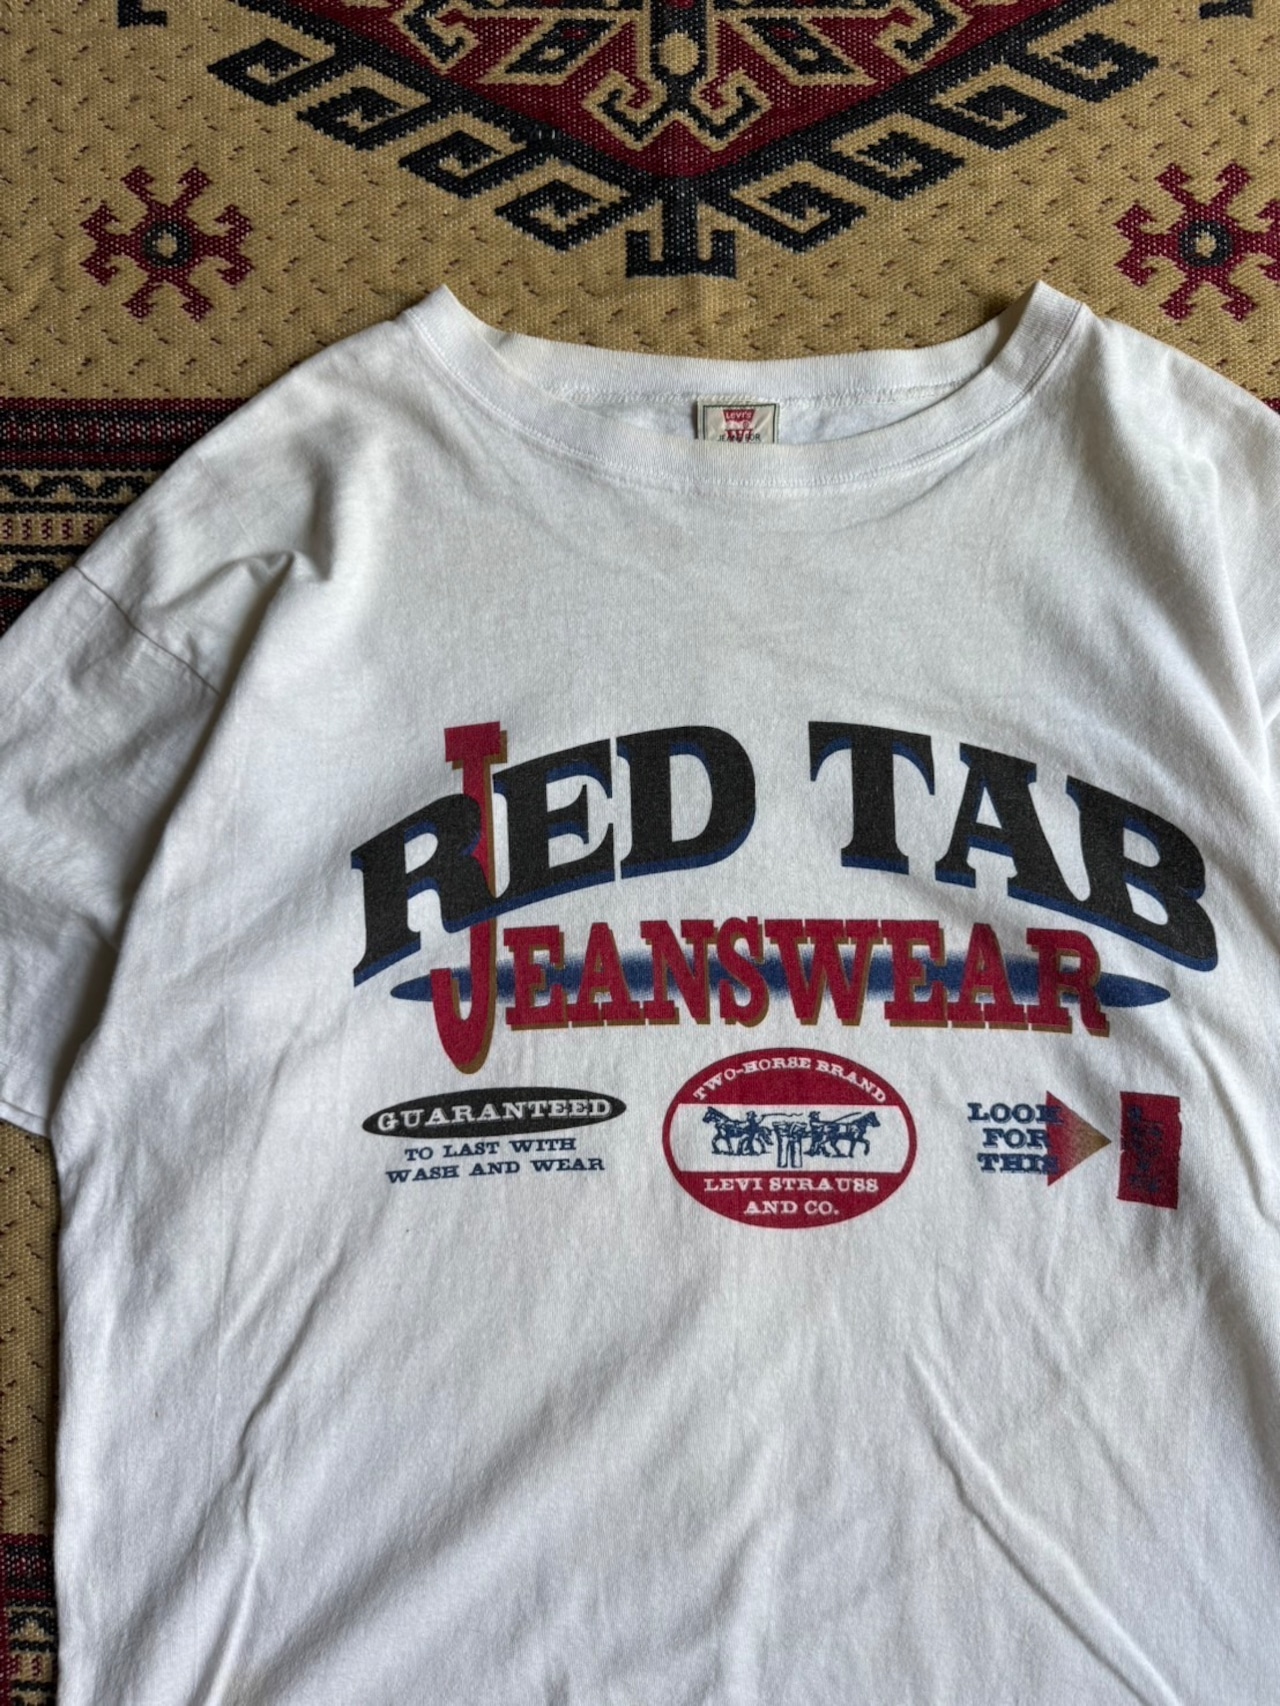 Levi's
RED TAB
JEANSWEAR
GUARANTEED
TO LAST WITH
WASH AND WEAR
TWO-HORSE BRAND
LEVI STRAUSS
AND CO.
LOOK
FOR
THIS